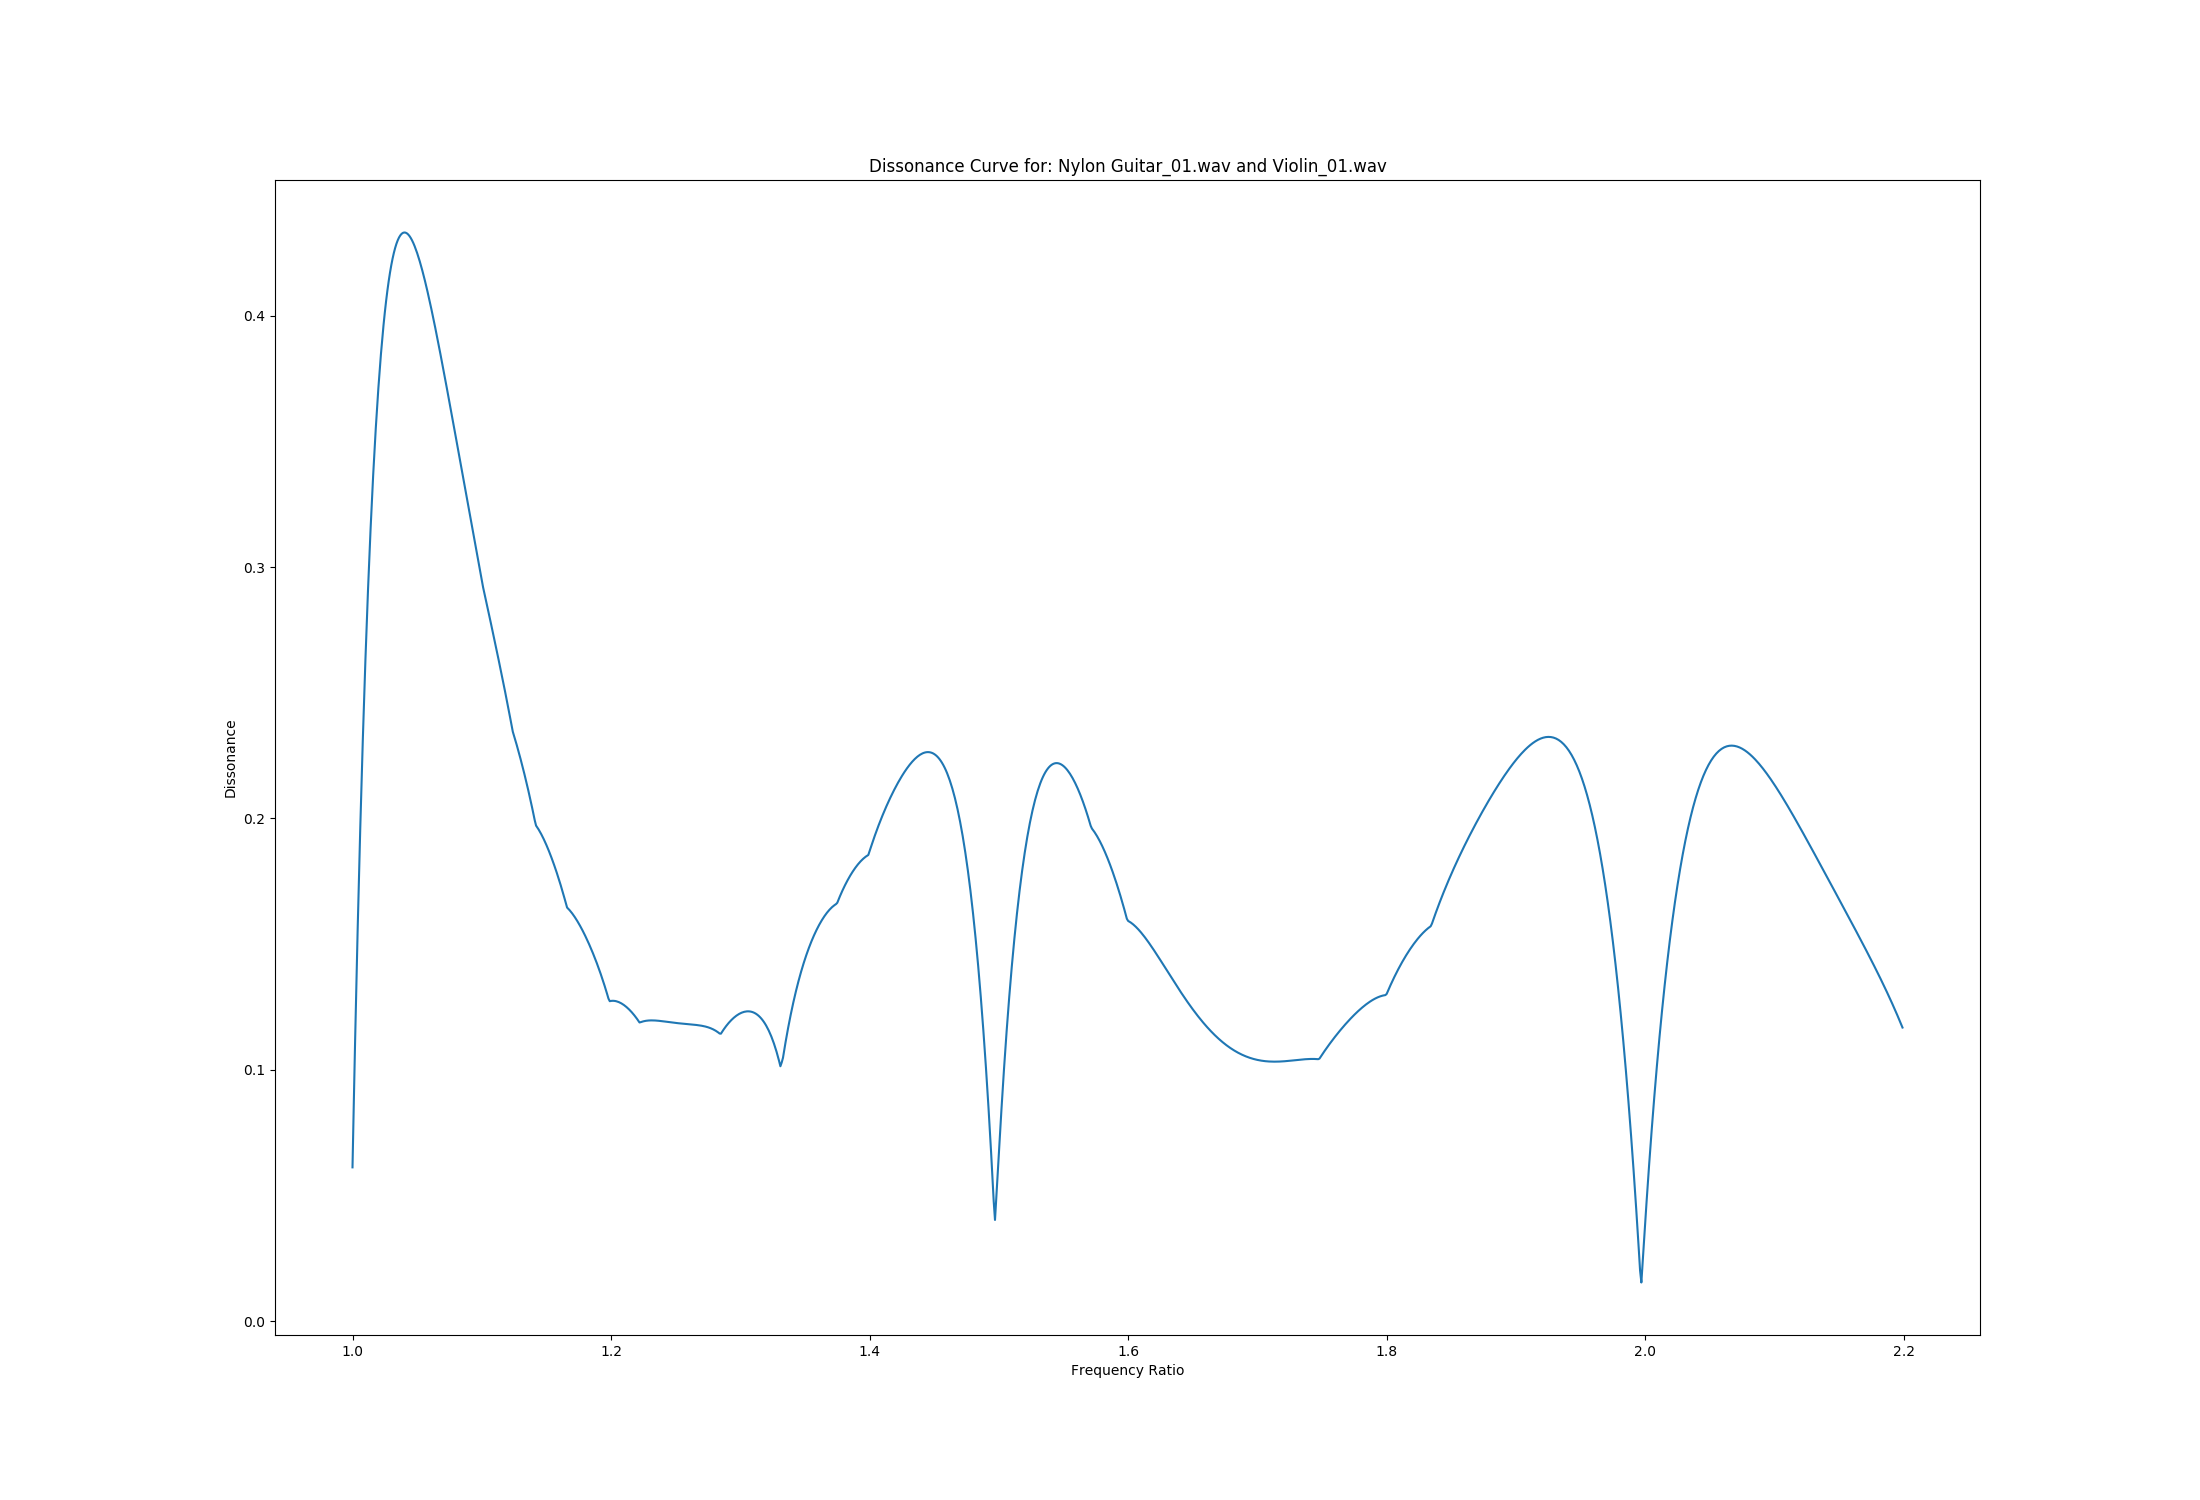 Dissonance Curve for: Nylon Guitar_01.wav and Violin_01.wav
Dissonance
0.4
0.3
0.2
0.1
0.0
1.0 1.2 1.4 1.6 1.8 2.0 2.2
Frequency Ratio